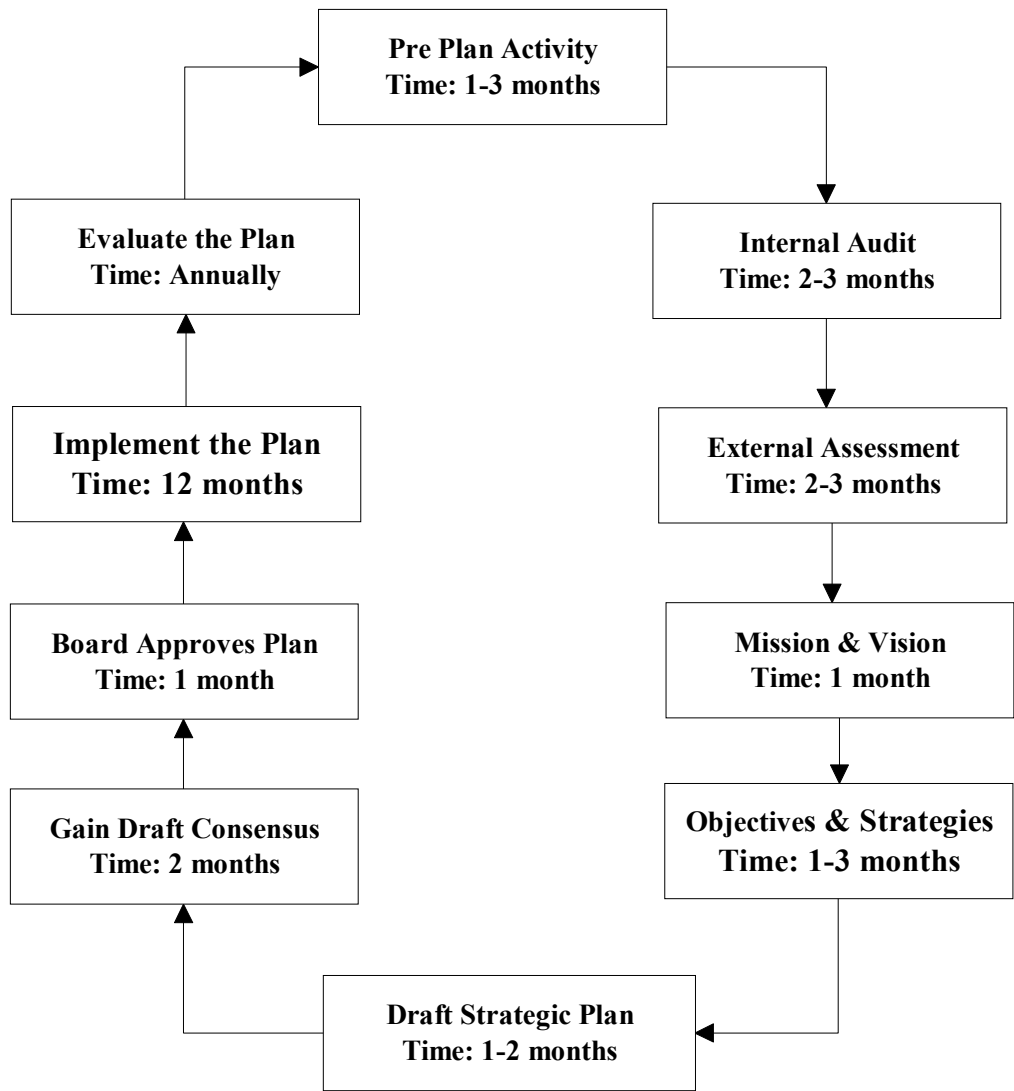 Pre Plan Activity
Time: 1-3 months
Internal Audit
Time: 2-3 months
External Assessment
Time: 2-3 months
Mission & Vision
Time: 1 month
Objectives & Strategies
Time: 1-3 months
Draft Strategic Plan
Time: 1-2 months
Gain Draft Consensus
Time: 2 months
Board Approves Plan
Time: 1 month
Implement the Plan
Time: 12 months
Evaluate the Plan
Time: Annually